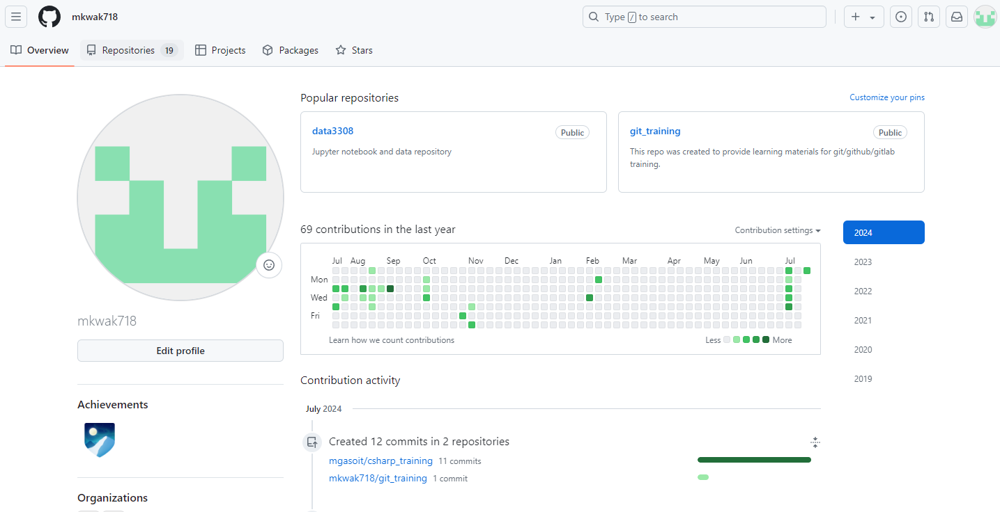 mkwak718
Type / to search
Overview
Repositories 19
Projects
Packages
Stars
Popular repositories
Customize your pins
data3308
Public
Jupyter notebook and data repository
git_training
Public
This repo was created to provide learning materials for git/github/gitlab
training.
69 contributions in the last year
Contribution settings
2024
2023
2022
2021
2020
2019
Jul Aug Sep Oct Nov Dec Jan Feb Mar Apr May Jun Jul
Mon
Wed
Fri
Learn how we count contributions
Less
More
mkwak718
Edit profile
Achievements
Organizations
Contribution activity
July 2024
Created 12 commits in 2 repositories
mgasoit/csharp_training 11 commits
mkwak718/git_training 1 commit